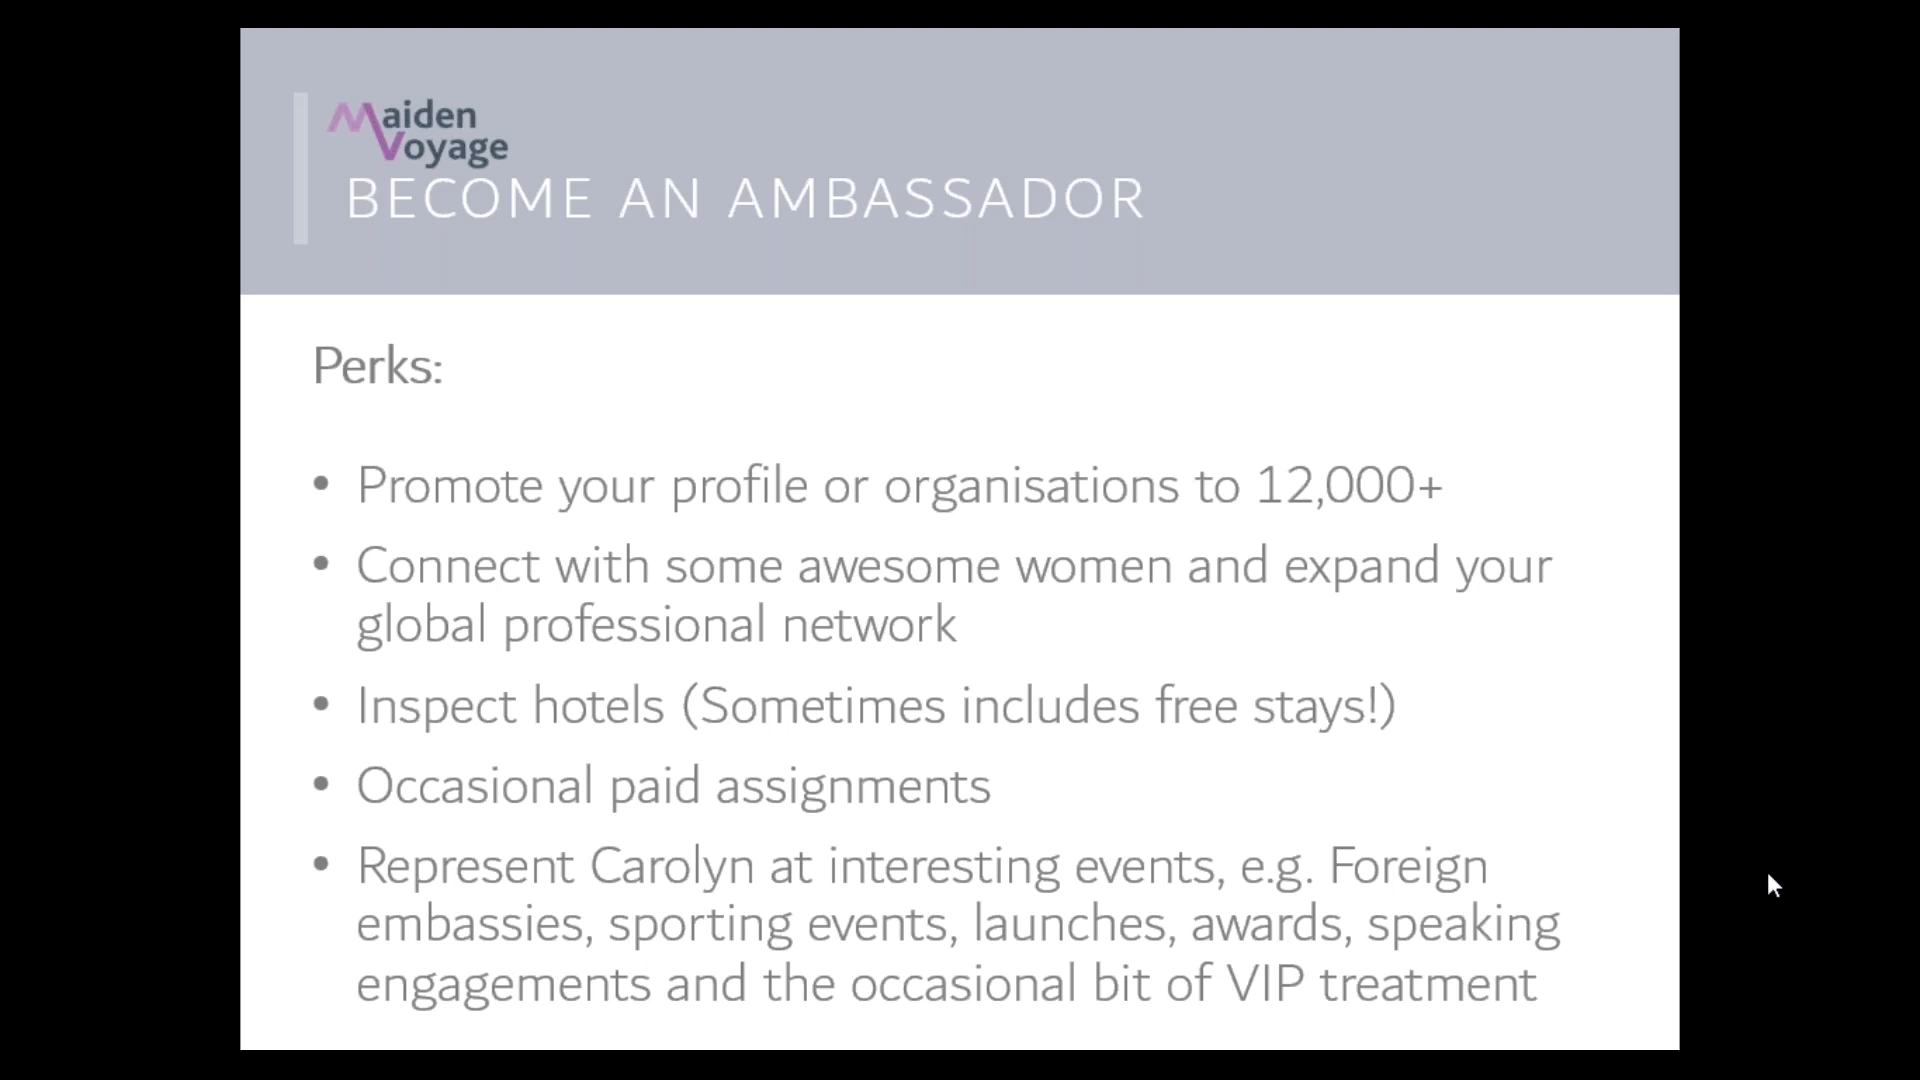 Maiden
Voyage
BECOME AN AMBASSADOR
Perks:
• Promote your profile or organisations to 12,000+
• Connect with some awesome women and expand your
global professional network
• Inspect hotels (Sometimes includes free stays!)
• Occasional paid assignments
• Represent Carolyn at interesting events, e.g. Foreign
embassies, sporting events, launches, awards, speaking
engagements and the occasional bit of VIP treatment